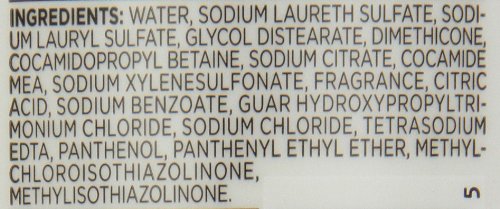 INGREDIENTS: WATER, SODIUM LAURETH SULFATE, SODI-
UM LAURYL SULFATE, GLYCOL DISTEARATE, DIMETHICONE,
COCAMIDOPROPYL BETAINE, SODIUM CITRATE, COCAMIDE
MEA, SODIUM XYLENESULFONATE, FRAGRANCE, CITRIC
ACID, SODIUM BENZOATE, GUAR HYDROXYPROPYLTRI-
MONIUM CHLORIDE, SODIUM CHLORIDE, TETRASODIUM
EDTA, PANTHENOL, PANTHENYL ETHYL ETHER, METHYL-
CHLOROISOTHIAZOLINONE,
METHYLISOTHIAZOLINONE.
5